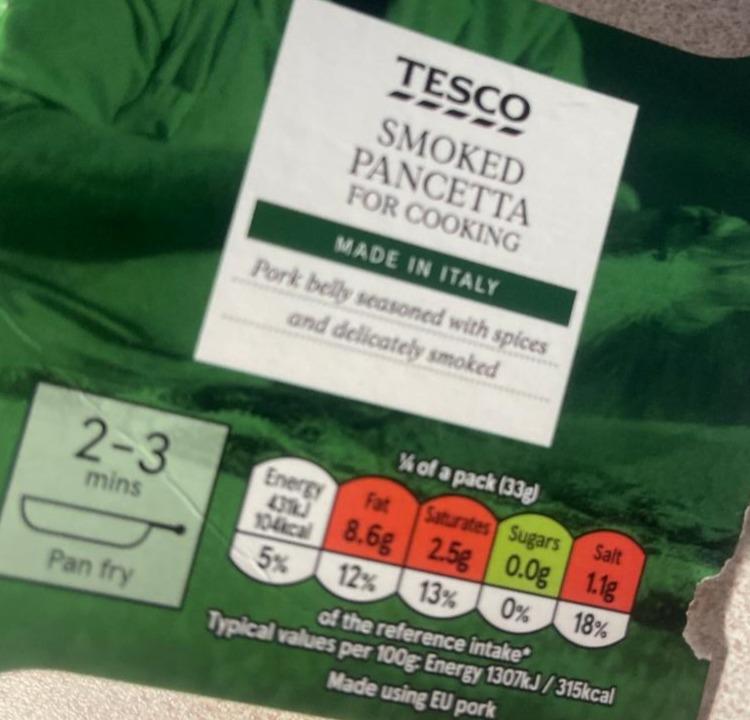 TESCO
SMOKED
PANCETTA
FOR COOKING
MADE IN ITALY
Pork belly seasoned with spices
and delicately smoked
2-3
mins
Pan fry
¼ of a pack (33g)
Energy
431kJ
104kcal
5%
Fat
8.6g
12%
Saturates
2.5g
13%
Sugars
0.0g
0%
Salt
1.1g
18%
of the reference intake*
Typical values per 100g: Energy 1307kJ / 315kcal
Made using EU pork